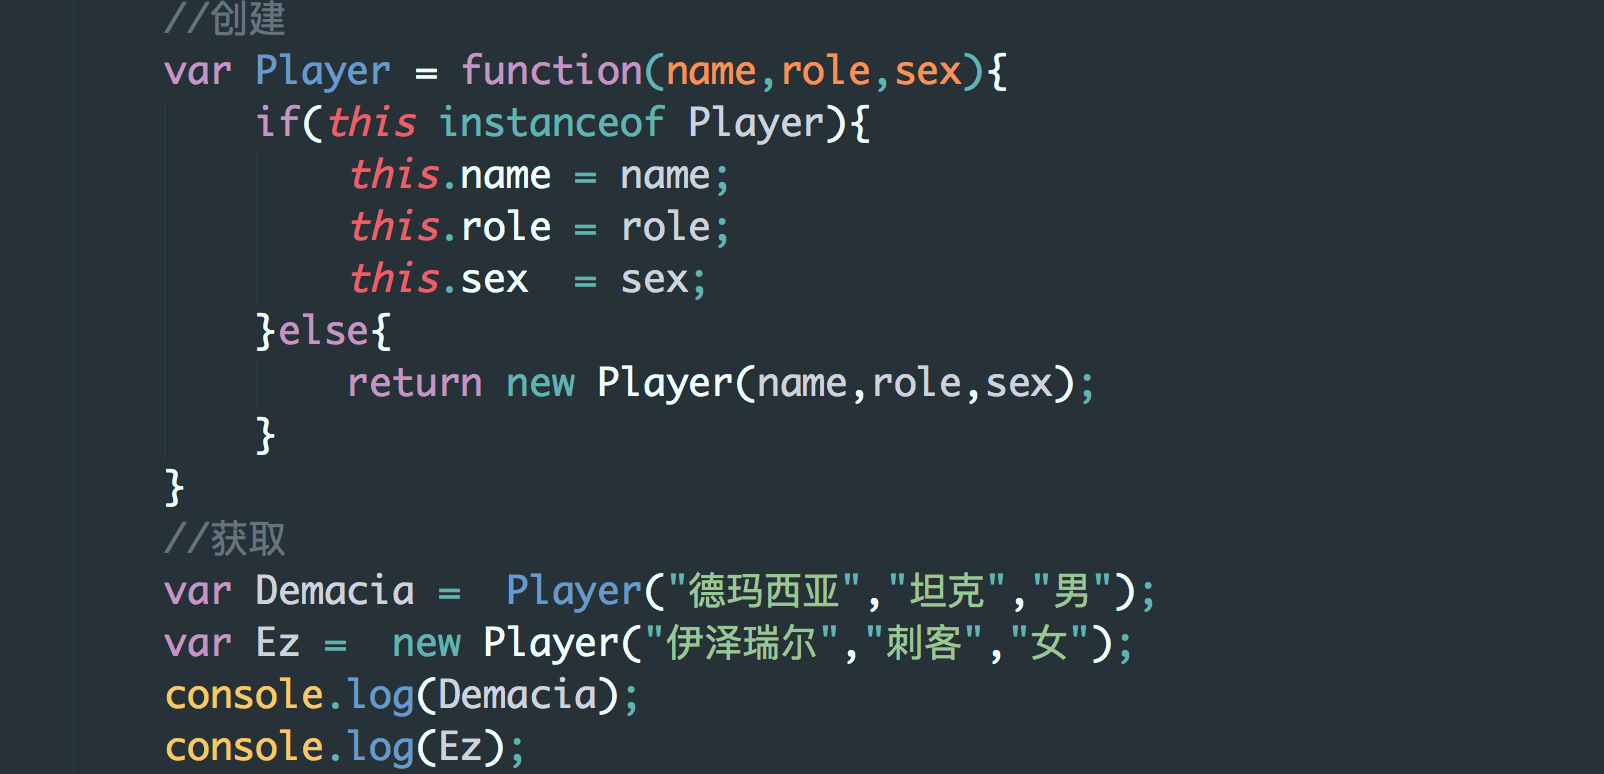 //创建
var Player = function(name,role,sex){
    if(this instanceof Player){
        this.name = name;
        this.role = role;
        this.sex  = sex;
    }else{
        return new Player(name,role,sex);
    }
}
//获取
var Demacia =  Player("德玛西亚","坦克","男");
var Ez =  new Player("伊泽瑞尔","刺客","女");
console.log(Demacia);
console.log(Ez);